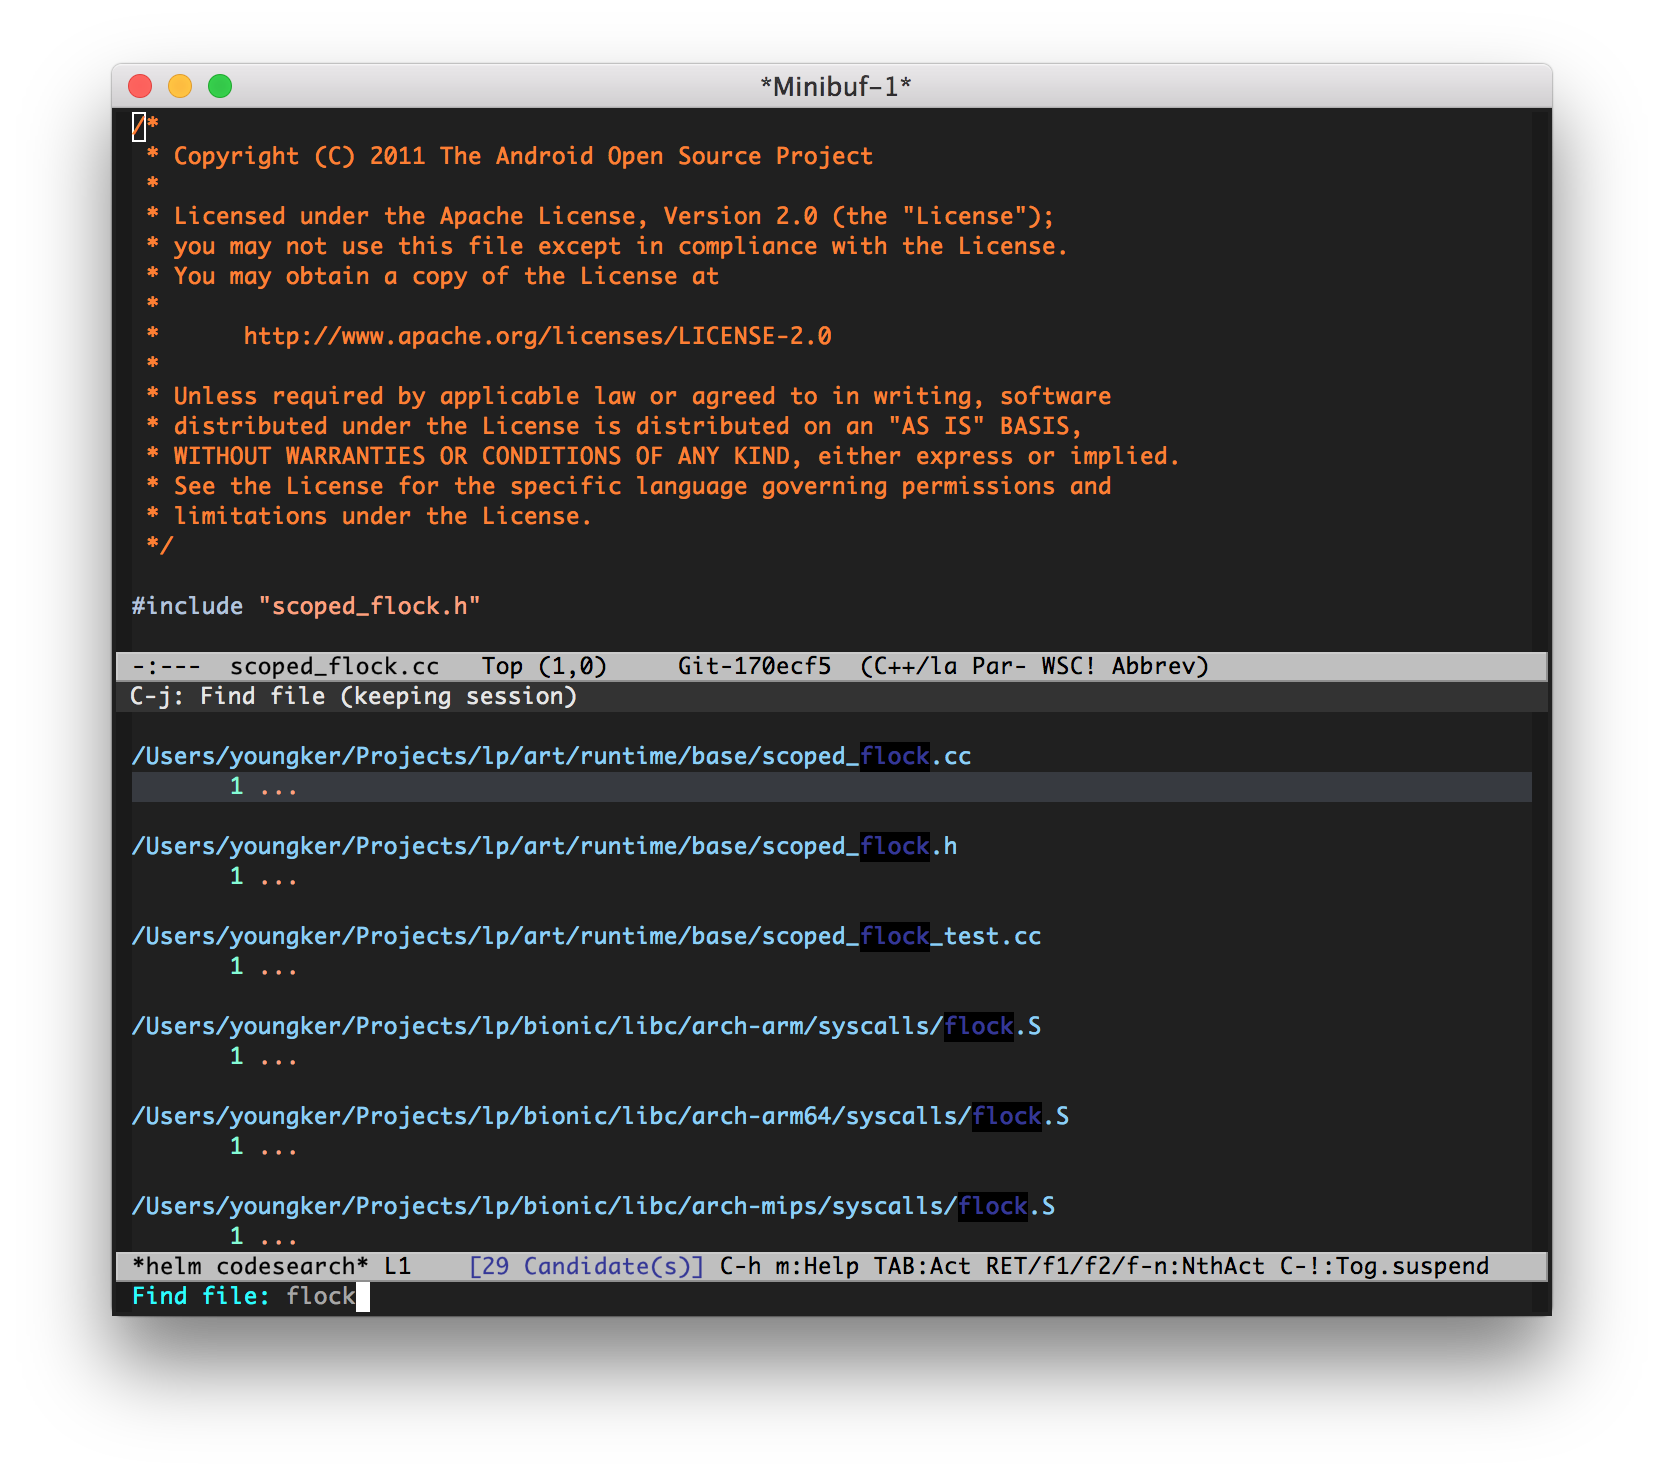 *Minibuf-1*
/*
 * Copyright (C) 2011 The Android Open Source Project
 *
 * Licensed under the Apache License, Version 2.0 (the "License");
 * you may not use this file except in compliance with the License.
 * You may obtain a copy of the License at
 *
 *      http://www.apache.org/licenses/LICENSE-2.0
 *
 * Unless required by applicable law or agreed to in writing, software
 * distributed under the License is distributed on an "AS IS" BASIS,
 * WITHOUT WARRANTIES OR CONDITIONS OF ANY KIND, either express or implied.
 * See the License for the specific language governing permissions and
 * limitations under the License.
 */
#include "scoped_flock.h"
-:---  scoped_flock.cc   Top (1,0)     Git-170ecf5  (C++/la Par- WSC! Abbrev)
C-j: Find file (keeping session)
/Users/youngker/Projects/lp/art/runtime/base/scoped_flock.cc
       1 ...
/Users/youngker/Projects/lp/art/runtime/base/scoped_flock.h
       1 ...
/Users/youngker/Projects/lp/art/runtime/base/scoped_flock_test.cc
       1 ...
/Users/youngker/Projects/lp/bionic/libc/arch-arm/syscalls/flock.S
       1 ...
/Users/youngker/Projects/lp/bionic/libc/arch-arm64/syscalls/flock.S
       1 ...
/Users/youngker/Projects/lp/bionic/libc/arch-mips/syscalls/flock.S
       1 ...
*helm codesearch* L1    [29 Candidate(s)] C-h m:Help TAB:Act RET/f1/f2/f-n:NthAct C-!:Tog.suspend
Find file: flock